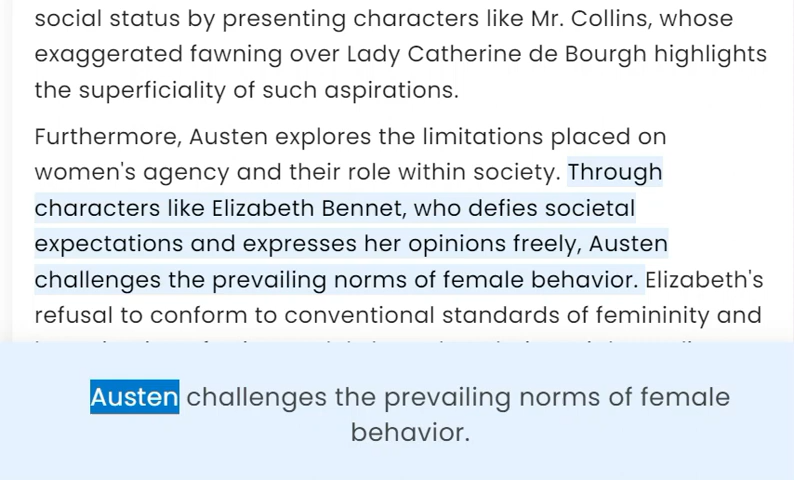 social status by presenting characters like Mr. Collins, whose
exaggerated fawning over Lady Catherine de Bourgh highlights
the superficiality of such aspirations.
Furthermore, Austen explores the limitations placed on
women's agency and their role within society. Through
characters like Elizabeth Bennet, who defies societal
expectations and expresses her opinions freely, Austen
challenges the prevailing norms of female behavior. Elizabeth's
refusal to conform to conventional standards of femininity and
Austen challenges the prevailing norms of female
behavior.